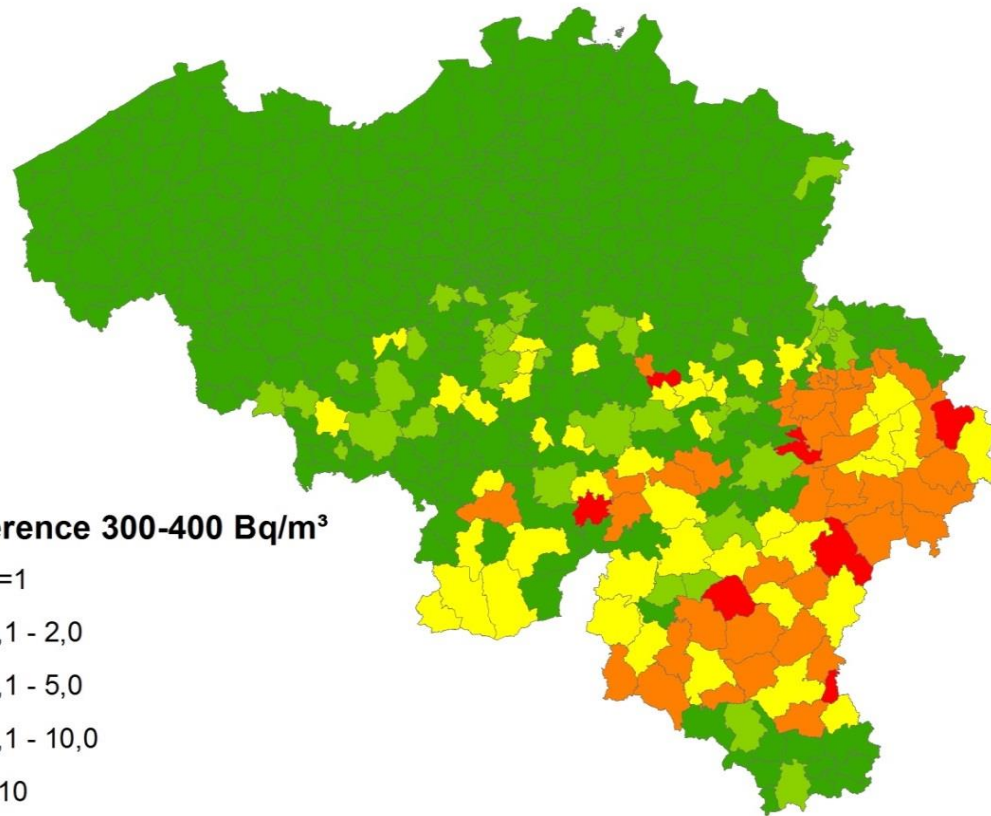 erence 300-400 Bq/m³
=1
,1 - 2,0
,1 - 5,0
,1 - 10,0
10